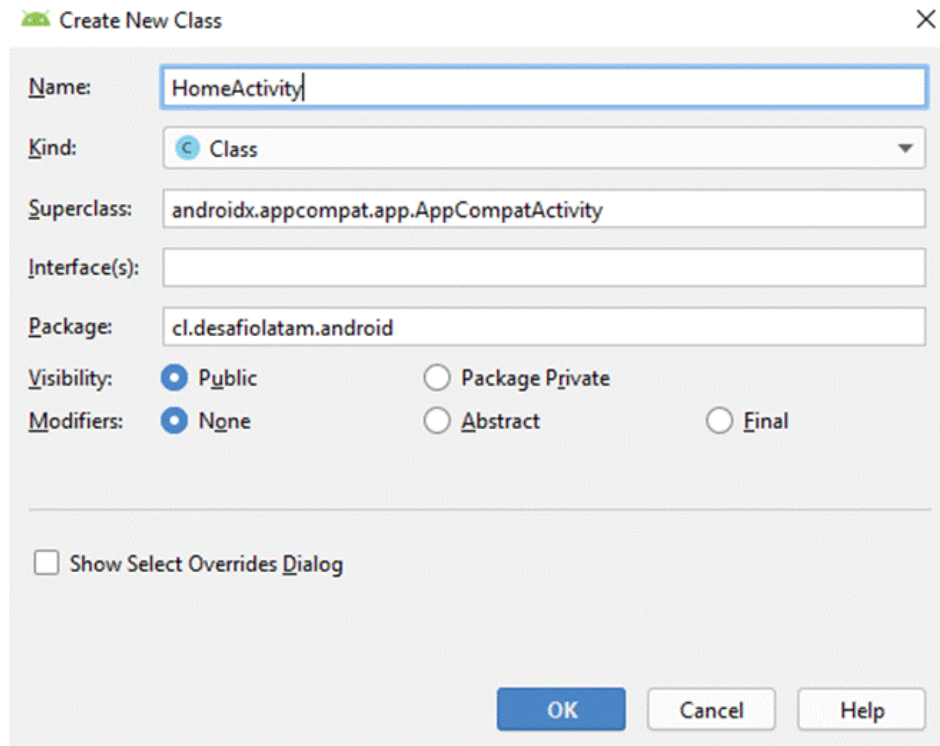 Create New Class
Name: HomeActivity
Kind: C Class
Superclass: androidx.appcompat.app.AppCompatActivity
Interface(s):
Package: cl.desafiolatam.android
Visibility: Public Package Private
Modifiers: None Abstract Final
Show Select Overrides Dialog
OK Cancel Help